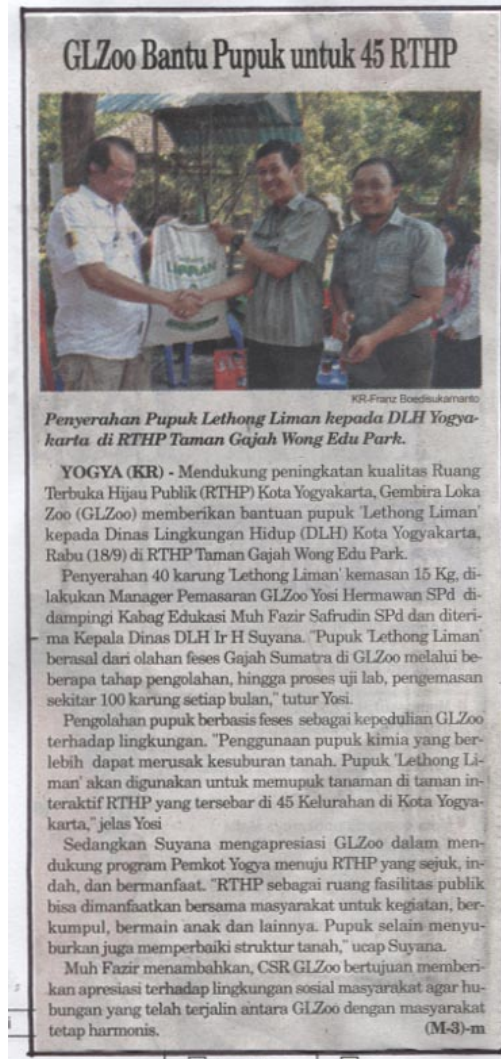 GLZoo Bantu Pupuk untuk 45 RTHP
LIMAN
KR-Franz Boedisukamanto
Penyerahan Pupuk Lethong Liman kepada DLH Yogya-
karta di RTHP Taman Gajah Wong Edu Park.
YOGYA (KR) - Mendukung peningkatan kualitas Ruang
Terbuka Hijau Publik (RTHP) Kota Yogyakarta, Gembira Loka
Zoo (GLZoo) memberikan bantuan pupuk 'Lethong Liman'
kepada Dinas Lingkungan Hidup (DLH) Kota Yogyakarta,
Rabu (18/9) di RTHP Taman Gajah Wong Edu Park.
Penyerahan 40 karung 'Lethong Liman' kemasan 15 Kg, di-
lakukan Manager Pemasaran GLZoo Yosi Hermawan SPd di-
dampingi Kabag Edukasi Muh Fazir Safrudin SPd dan diteri-
ma Kepala Dinas DLH Ir H Suyana. "Pupuk 'Lethong Liman'
berasal dari olahan feses Gajah Sumatra di GLZoo melalui be-
berapa tahap pengolahan, hingga proses uji lab, pengemasan
sekitar 100 karung setiap bulan," tutur Yosi.
Pengolahan pupuk berbasis feses sebagai kepedulian GLZoo
terhadap lingkungan. "Penggunaan pupuk kimia yang ber-
lebih dapat merusak kesuburan tanah. Pupuk 'Lethong Li-
man' akan digunakan untuk memupuk tanaman di taman in-
teraktif RTHP yang tersebar di 45 Kelurahan di Kota Yogya-
karta," jelas Yosi
Sedangkan Suyana mengapresiasi GLZoo dalam men-
dukung program Pemkot Yogya menuju RTHP yang sejuk, in-
dah, dan bermanfaat. "RTHP sebagai ruang fasilitas publik
bisa dimanfaatkan bersama masyarakat untuk kegiatan, ber-
kumpul, bermain anak dan lainnya. Pupuk selain menyu-
burkan juga memperbaiki struktur tanah," ucap Suyana.
Muh Fazir menambahkan, CSR GLZoo bertujuan memberi-
kan apresiasi terhadap lingkungan sosial masyarakat agar hu-
bungan yang telah terjalin antara GLZoo dengan masyarakat
tetap harmonis. (M-3)-m